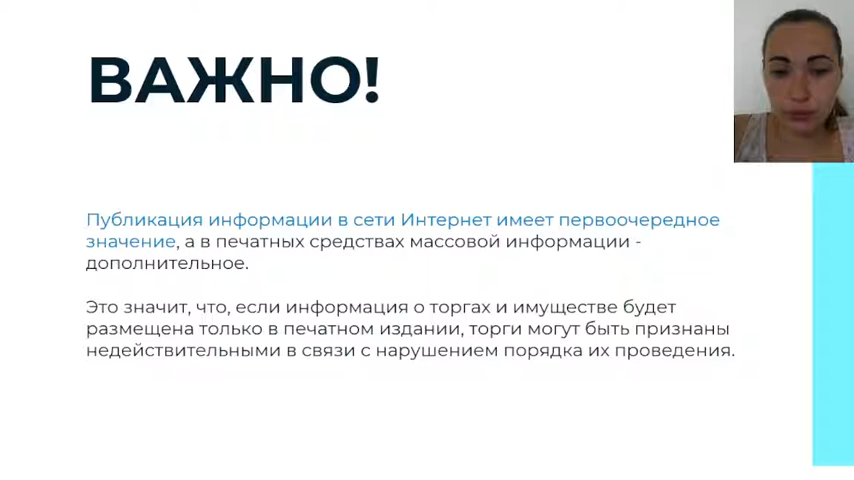 ВАЖНО!
Публикация информации в сети Интернет имеет первоочередное
значение, а в печатных средствах массовой информации -
дополнительное.
Это значит, что, если информация о торгах и имуществе будет
размещена только в печатном издании, торги могут быть признаны
недействительными в связи с нарушением порядка их проведения.